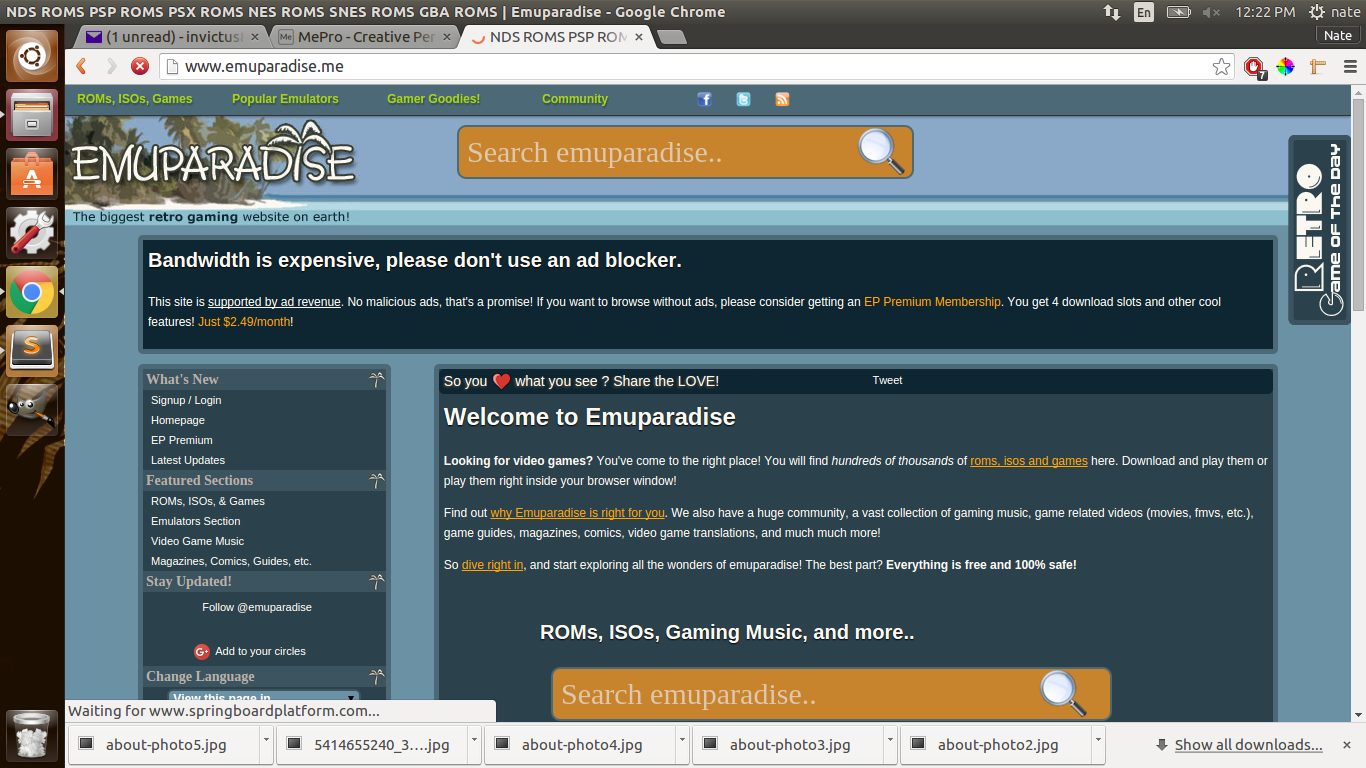 NDS ROMS PSP ROMS PSX ROMS NES ROMS SNES ROMS GBA ROMS | Emuparadise - Google Chrome
En
12:22 PM
nate
(1 unread) - invictus
Me
MePro - Creative Per
NDS ROMS PSP ROM
Nate
www.emuparadise.me
7
ROMs, ISOs, Games
Popular Emulators
Gamer Goodies!
Community
EMUPARADISE
Search emuparadise..
The biggest retro gaming website on earth!
RETRO
Game OF THE DAY
Bandwidth is expensive, please don't use an ad blocker.
This site is supported by ad revenue. No malicious ads, that's a promise! If you want to browse without ads, please consider getting an EP Premium Membership. You get 4 download slots and other cool
features! Just $2.49/month!
What's New
Signup / Login
Homepage
EP Premium
Latest Updates
Featured Sections
ROMs, ISOs, & Games
Emulators Section
Video Game Music
Magazines, Comics, Guides, etc.
Stay Updated!
Follow @emuparadise
G+ Add to your circles
Change Language
View this page in
So you ❤ what you see ? Share the LOVE!
Tweet
Welcome to Emuparadise
Looking for video games? You've come to the right place! You will find hundreds of thousands of roms, isos and games here. Download and play them or
play them right inside your browser window!
Find out why Emuparadise is right for you. We also have a huge community, a vast collection of gaming music, game related videos (movies, fmvs, etc.),
game guides, magazines, comics, video game translations, and much much more!
So dive right in, and start exploring all the wonders of emuparadise! The best part? Everything is free and 100% safe!
ROMs, ISOs, Gaming Music, and more..
Search emuparadise..
Waiting for www.springboardplatform.com...
about-photo5.jpg
5414655240_3....jpg
about-photo4.jpg
about-photo3.jpg
about-photo2.jpg
Show all downloads...